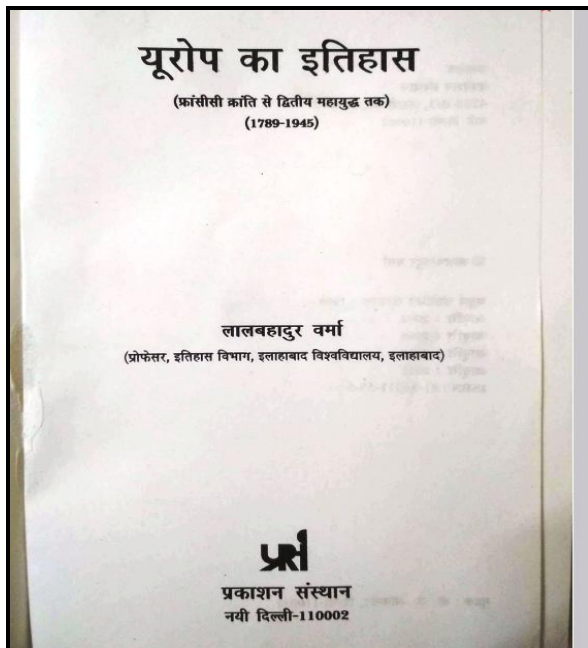 यूरोप का इतिहास
(फ्रांसीसी क्रांति से द्वितीय महायुद्ध तक)
(1789-1945)
लालबहादुर वर्मा
(प्रोफेसर, इतिहास विभाग, इलाहाबाद विश्वविद्यालय, इलाहाबाद)
प्रकाशन संस्थान
नयी दिल्ली-110002